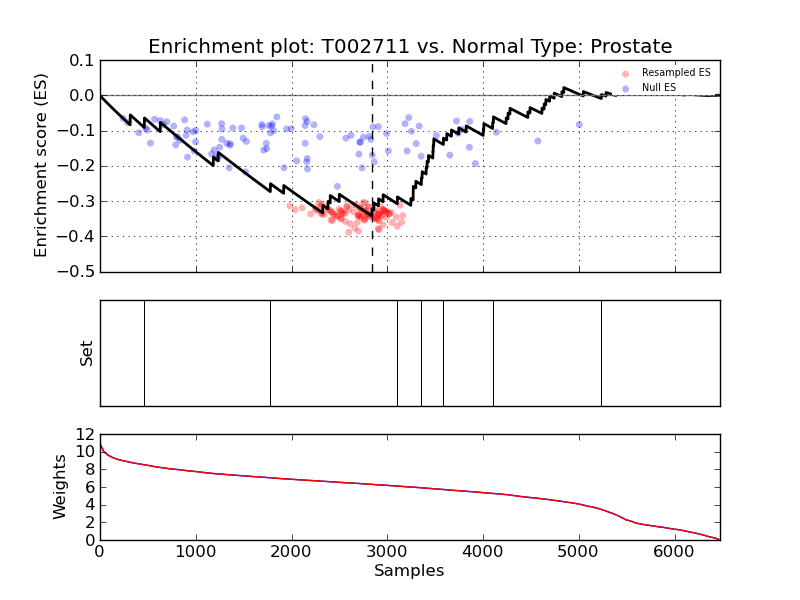 Enrichment plot: T002711 vs. Normal Type: Prostate
Enrichment score (ES)
0.1
0.0
−0.1
−0.2
−0.3
−0.4
−0.5
Resampled ES
Null ES
Set
Weights
12
10
8
6
4
2
0
0 1000 2000 3000 4000 5000 6000
Samples